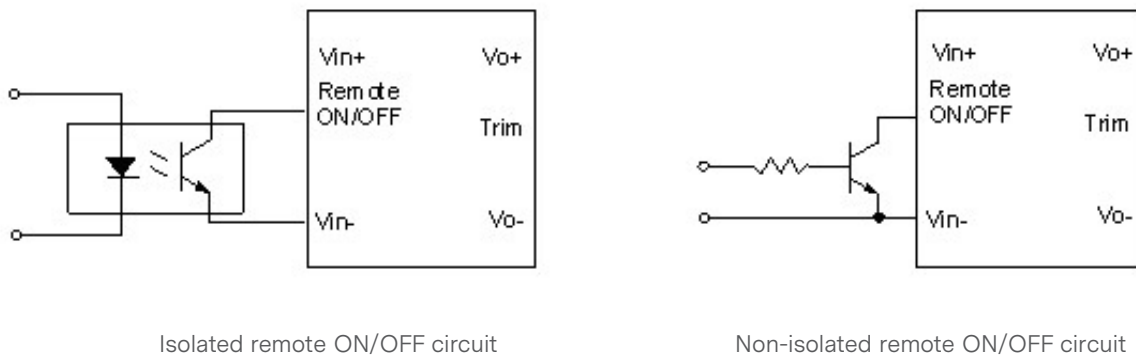 Vin+ Vo+
Remote
ON/OFF
Trim
Vin- Vo-
Vin+ Vo+
Remote
ON/OFF
Trim
Vin- Vo-
Isolated remote ON/OFF circuit
Non-isolated remote ON/OFF circuit